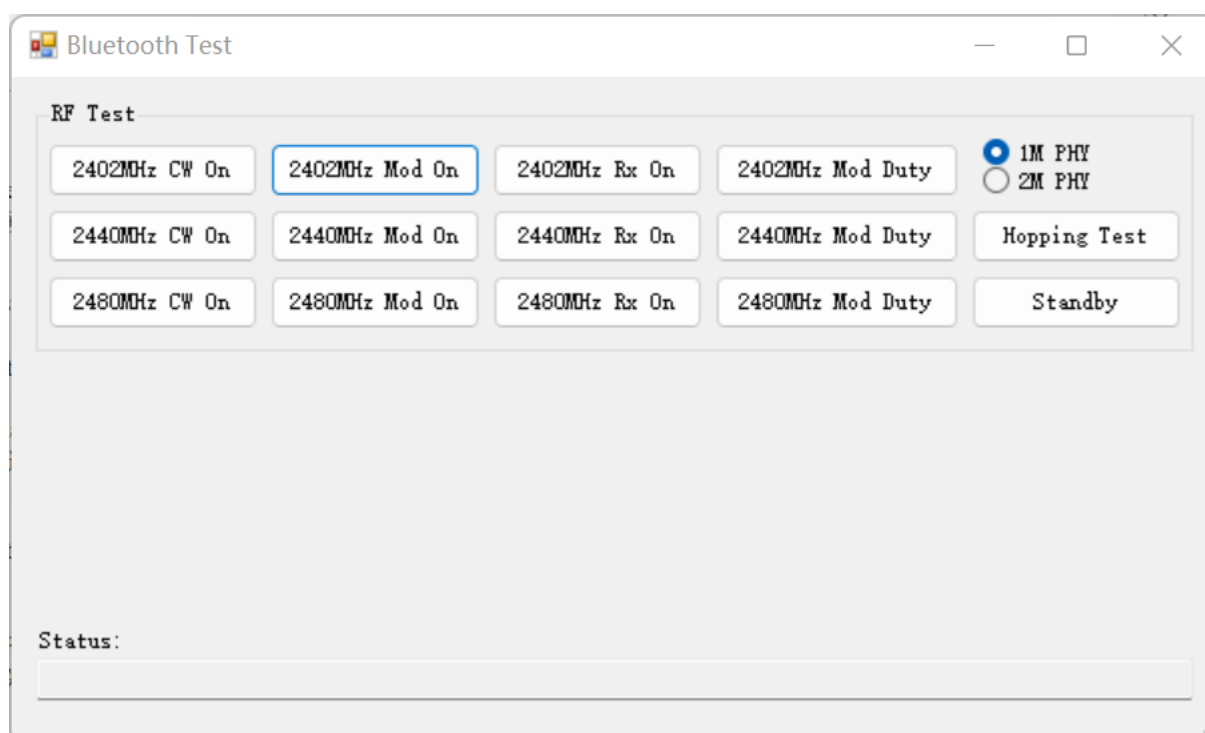 Bluetooth Test
RF Test
2402MHz CW On 2402MHz Mod On 2402MHz Rx On 2402MHz Mod Duty 1M PHY
2M PHY
2440MHz CW On 2440MHz Mod On 2440MHz Rx On 2440MHz Mod Duty Hopping Test
2480MHz CW On 2480MHz Mod On 2480MHz Rx On 2480MHz Mod Duty Standby
Status: